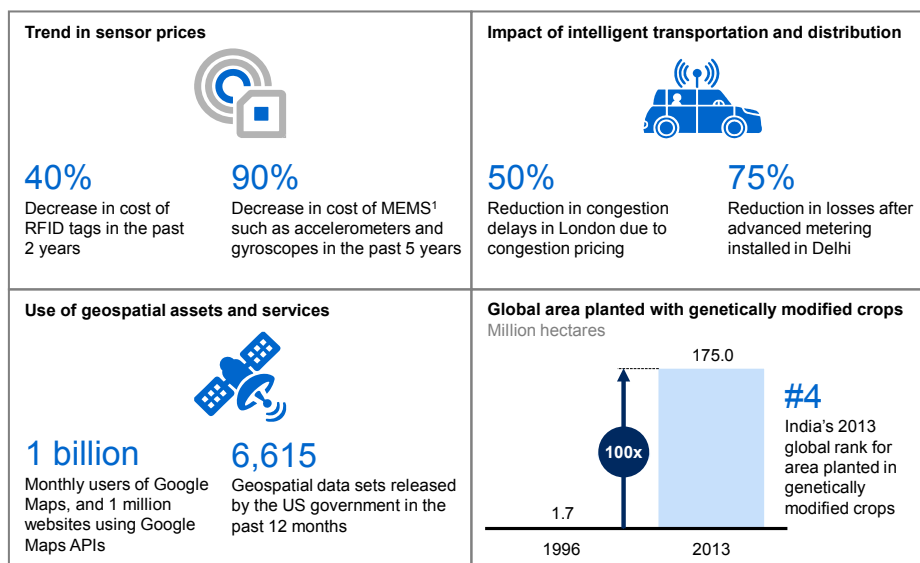 Trend in sensor prices
40%
Decrease in cost of
RFID tags in the past
2 years
90%
Decrease in cost of MEMS¹
such as accelerometers and
gyroscopes in the past 5 years
Impact of intelligent transportation and distribution
50%
Reduction in congestion
delays in London due to
congestion pricing
75%
Reduction in losses after
advanced metering
installed in Delhi
Use of geospatial assets and services
1 billion
Monthly users of Google
Maps, and 1 million
websites using Google
Maps APIs
6,615
Geospatial data sets released
by the US government in the
past 12 months
Global area planted with genetically modified crops
Million hectares
175.0
100x
1.7
1996
2013
#4
India's 2013
global rank for
area planted in
genetically
modified crops